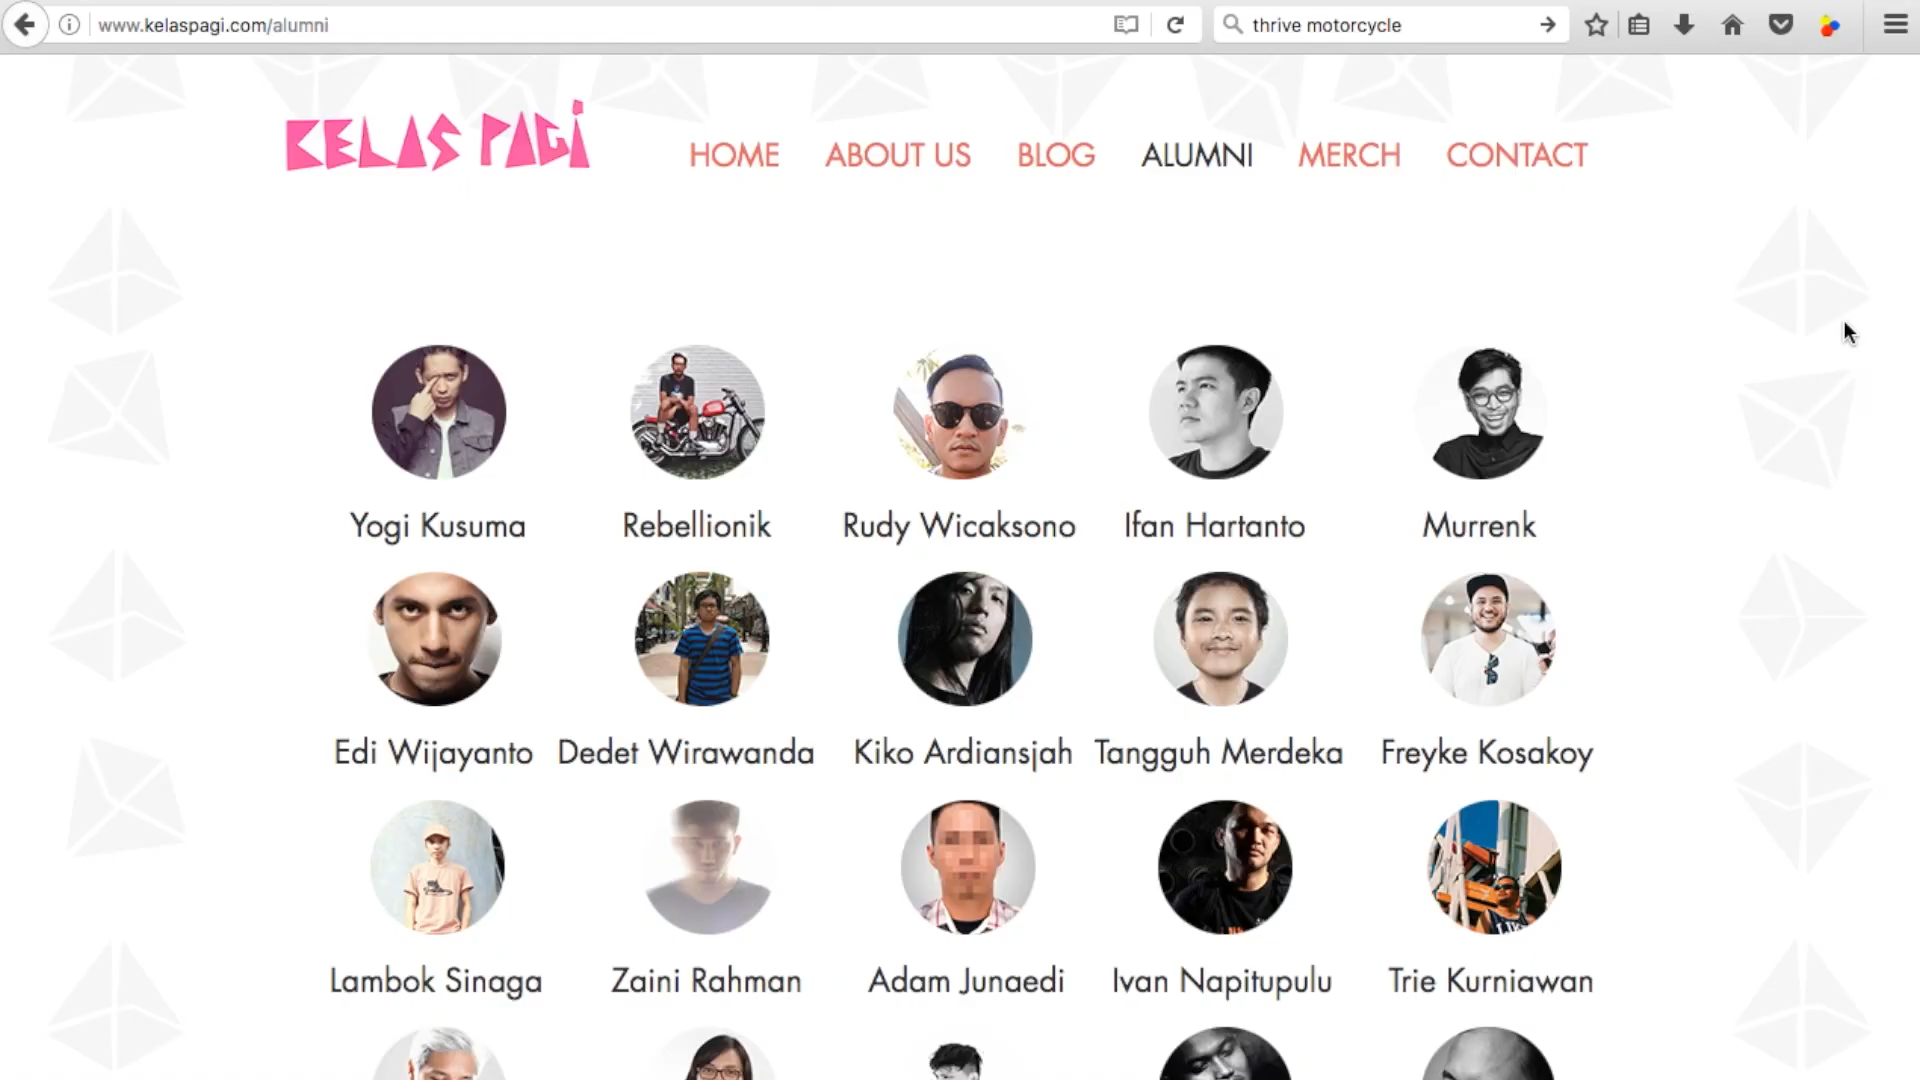 www.kelaspagi.com/alumni
thrive motorcycle
KELAS PAGi
HOME
ABOUT US
BLOG
ALUMNI
MERCH
CONTACT
Yogi Kusuma
Rebellionik
Rudy Wicaksono
Ifan Hartanto
Murrenk
Edi Wijayanto
Dedet Wirawanda
Kiko Ardiansjah
Tangguh Merdeka
Freyke Kosakoy
Lambok Sinaga
Zaini Rahman
Adam Junaedi
Ivan Napitupulu
Trie Kurniawan